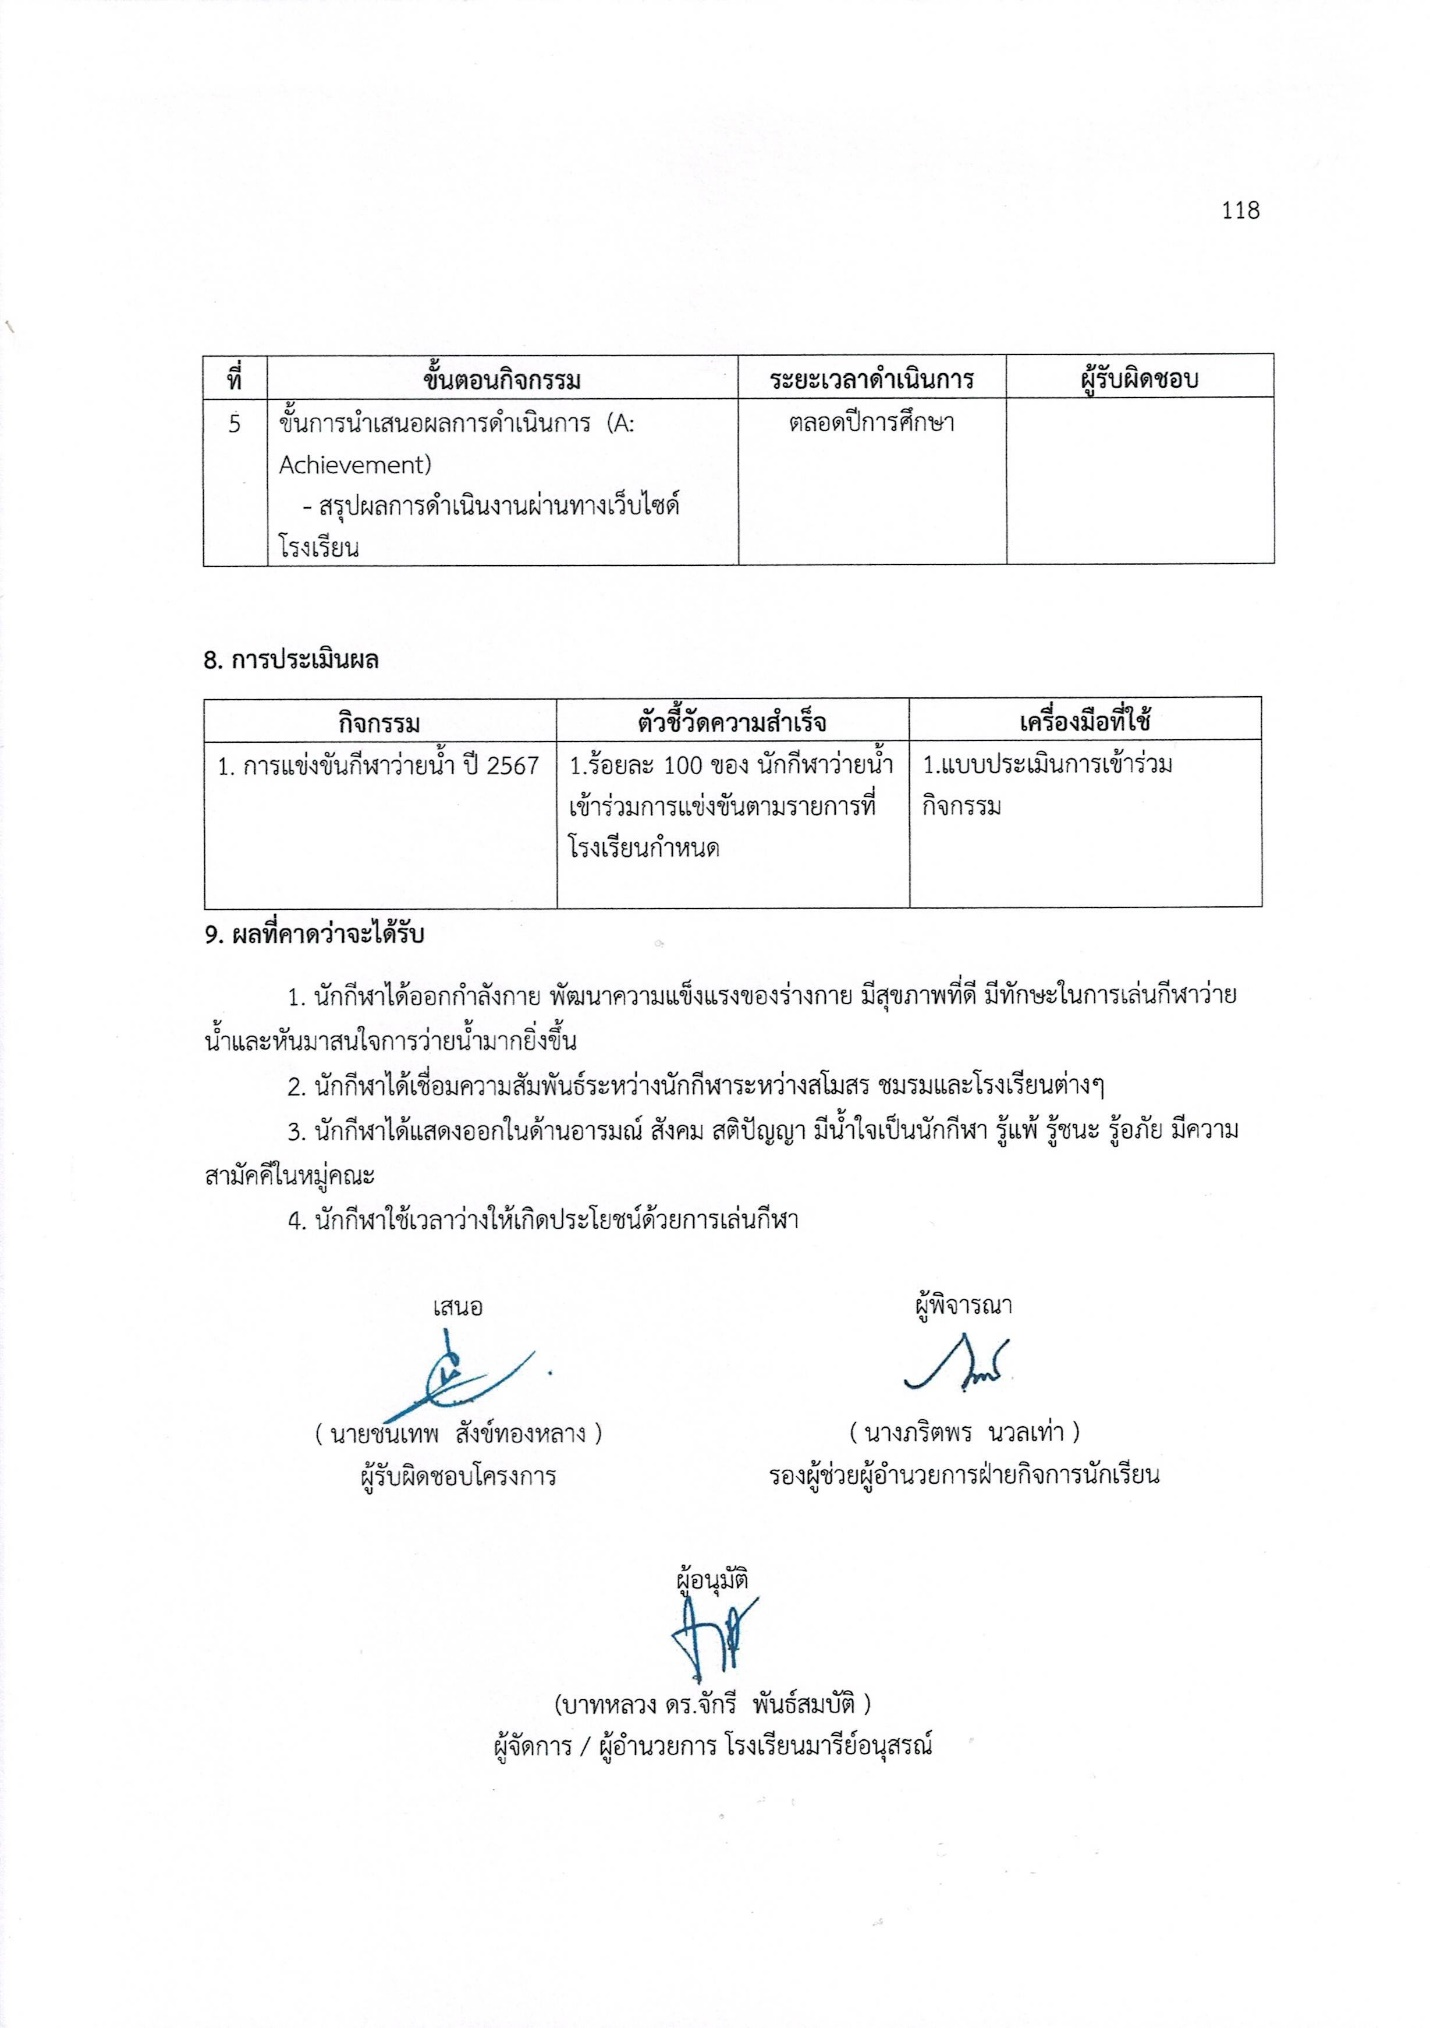 118
ที่ ขั้นตอนกิจกรรม ระยะเวลาดำเนินการ ผู้รับผิดชอบ
5 ขั้นการนำเสนอผลการดำเนินการ (A: ตลอดปีการศึกษา
Achievement)
- สรุปผลการดำเนินงานผ่านทางเว็บไซด์
โรงเรียน
8. การประเมินผล
กิจกรรม ตัวชี้วัดความสำเร็จ เครื่องมือที่ใช้
1. การแข่งขันกีฬาว่ายน้ำ ปี 2567 1.ร้อยละ 100 ของ นักกีฬาว่ายน้ำ 1.แบบประเมินการเข้าร่วม
เข้าร่วมการแข่งขันตามรายการที่ กิจกรรม
โรงเรียนกำหนด
9. ผลที่คาดว่าจะได้รับ
1. นักกีฬาได้ออกกำลังกาย พัฒนาความแข็งแรงของร่างกาย มีสุขภาพที่ดี มีทักษะในการเล่นกีฬาว่าย
น้ำและหันมาสนใจการว่ายน้ำมากยิ่งขึ้น
2. นักกีฬาได้เชื่อมความสัมพันธ์ระหว่างนักกีฬาระหว่างสโมสร ชมรมและโรงเรียนต่างๆ
3. นักกีฬาได้แสดงออกในด้านอารมณ์ สังคม สติปัญญา มีน้ำใจเป็นนักกีฬา รู้แพ้ รู้ชนะ รู้อภัย มีความ
สามัคคีในหมู่คณะ
4. นักกีฬาใช้เวลาว่างให้เกิดประโยชน์ด้วยการเล่นกีฬา
เสนอ ผู้พิจารณา
( นายชนเทพ สังข์ทองหลาง ) ( นางภริตพร นวลเท่า )
ผู้รับผิดชอบโครงการ รองผู้ช่วยผู้อำนวยการฝ่ายกิจการนักเรียน
ผู้อนุมัติ
(บาทหลวง ดร.จักรี พันธ์สมบัติ )
ผู้จัดการ / ผู้อำนวยการ โรงเรียนมารีย์อนุสรณ์